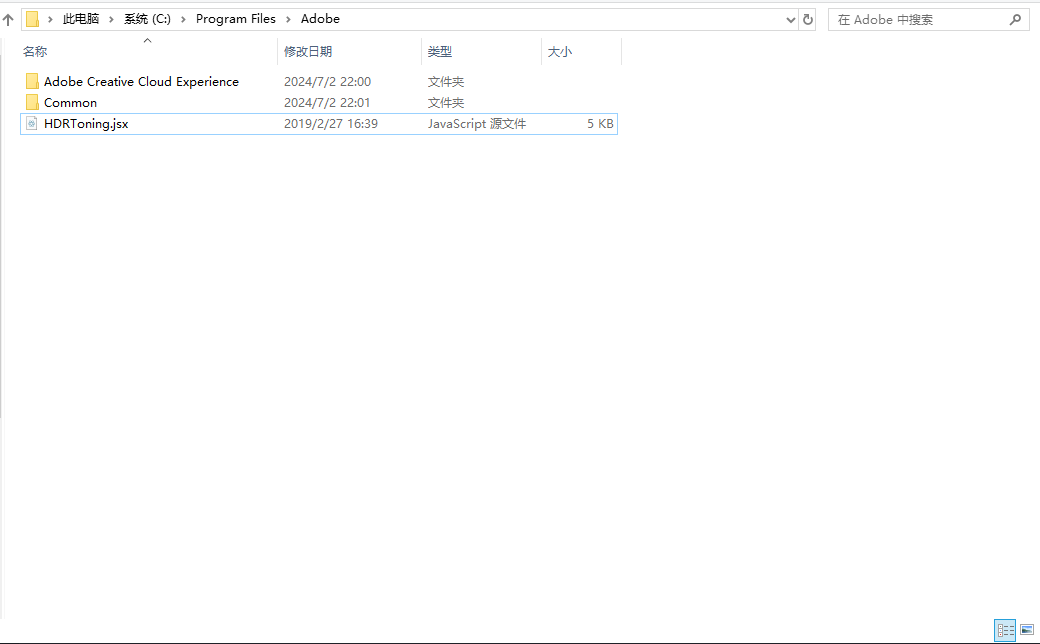 此电脑 系统 (C:) Program Files Adobe 在 Adobe 中搜索
名称 修改日期 类型 大小
Adobe Creative Cloud Experience 2024/7/2 22:00 文件夹
Common 2024/7/2 22:01 文件夹
HDRToning.jsx 2019/2/27 16:39 JavaScript 源文件 5 KB